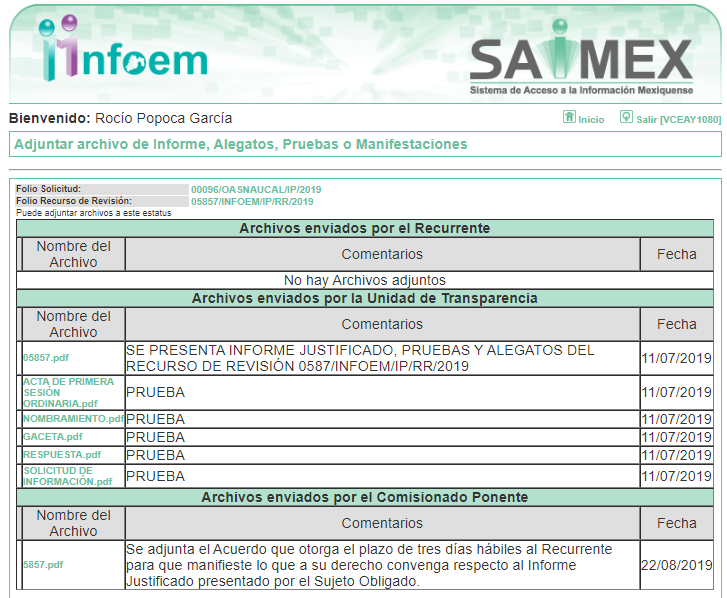 infoem
SAIMEX
Sistema de Acceso a la Información Mexiquense
Bienvenido: Rocío Popoca García
Inicio
Salir [VCEAY1080]
Adjuntar archivo de Informe, Alegatos, Pruebas o Manifestaciones
Folio Solicitud: 00096/OASNAUCAL/IP/2019
Folio Recurso de Revisión: 05857/INFOEM/IP/RR/2019
Puede adjuntar archivos a este estatus
Archivos enviados por el Recurrente
Nombre del
Archivo
Comentarios
Fecha
No hay Archivos adjuntos
Archivos enviados por la Unidad de Transparencia
Nombre del
Archivo
Comentarios
Fecha
05857.pdf
SE PRESENTA INFORME JUSTIFICADO, PRUEBAS Y ALEGATOS DEL
RECURSO DE REVISIÓN 0587/INFOEM/IP/RR/2019
11/07/2019
ACTA DE PRIMERA
SESIÓN
ORDINARIA.pdf
PRUEBA
11/07/2019
NOMBRAMIENTO.pdf
PRUEBA
11/07/2019
GACETA.pdf
PRUEBA
11/07/2019
RESPUESTA.pdf
PRUEBA
11/07/2019
SOLICITUD DE
INFORMACIÓN.pdf
PRUEBA
11/07/2019
Archivos enviados por el Comisionado Ponente
Nombre del
Archivo
Comentarios
Fecha
5857.pdf
Se adjunta el Acuerdo que otorga el plazo de tres días hábiles al Recurrente
para que manifieste lo que a su derecho convenga respecto al Informe
Justificado presentado por el Sujeto Obligado.
22/08/2019